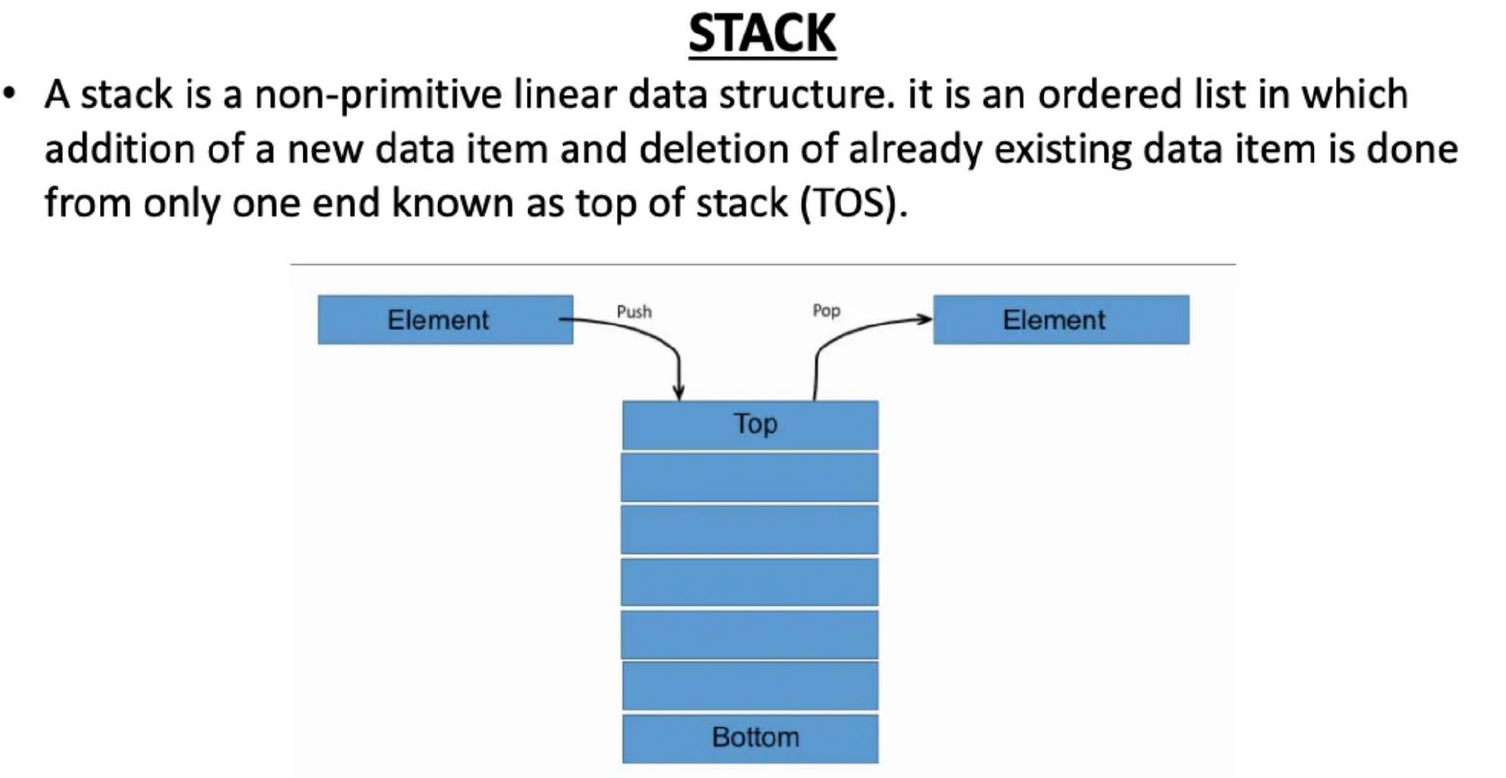 STACK
• A stack is a non-primitive linear data structure. it is an ordered list in which
addition of a new data item and deletion of already existing data item is done
from only one end known as top of stack (TOS).
Element
Push
Pop
Element
Top
Bottom